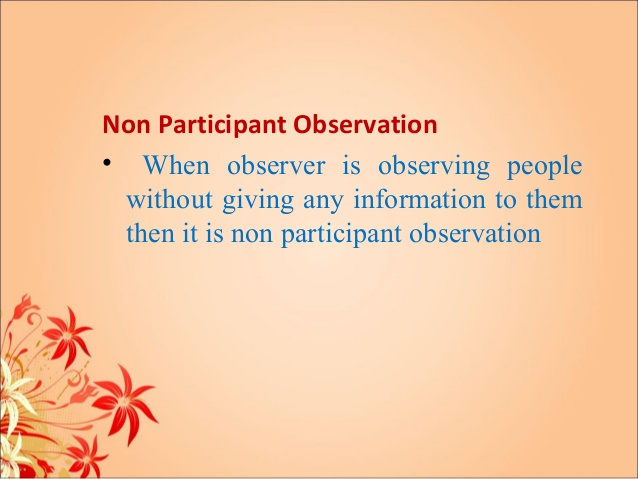 Non Participant Observation
• When observer is observing people
without giving any information to them
then it is non participant observation